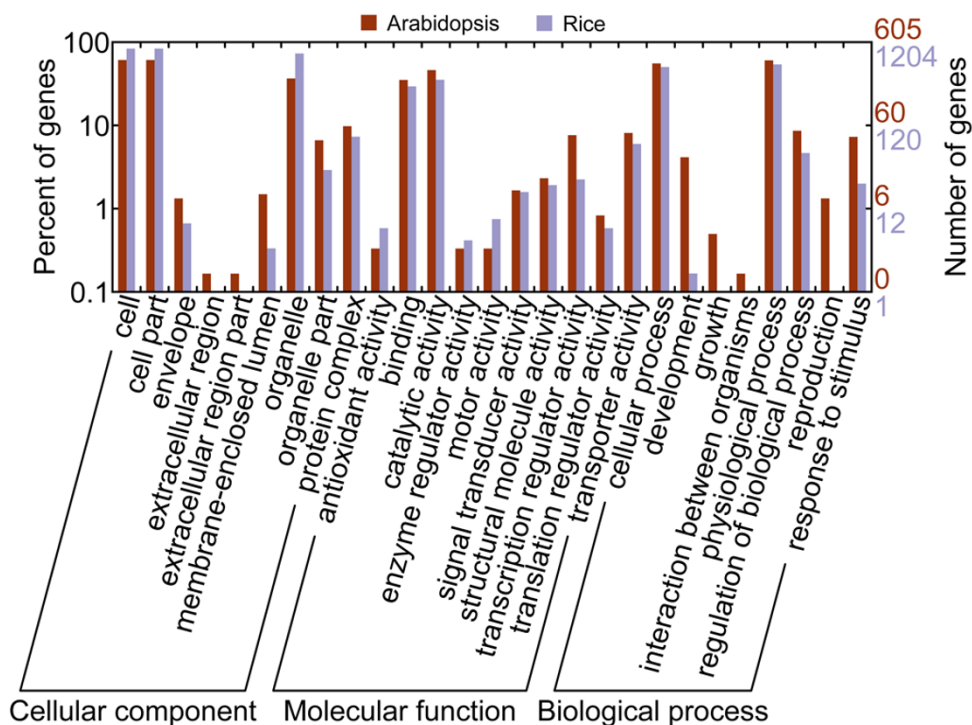 Arabidopsis Rice
Percent of genes
100
10
1
0.1
605
1204
60
120
6
12
0
1
Number of genes
cell
cell part
envelope
extracellular region
extracellular region part
membrane-enclosed lumen
organelle
organelle part
protein complex
antioxidant activity
binding
catalytic activity
enzyme regulator activity
motor activity
signal transducer activity
structural molecule activity
transcription regulator activity
translation regulator activity
transporter activity
cellular process
development
growth
interaction between organisms
physiological process
regulation of biological process
reproduction
response to stimulus
Cellular component Molecular function Biological process